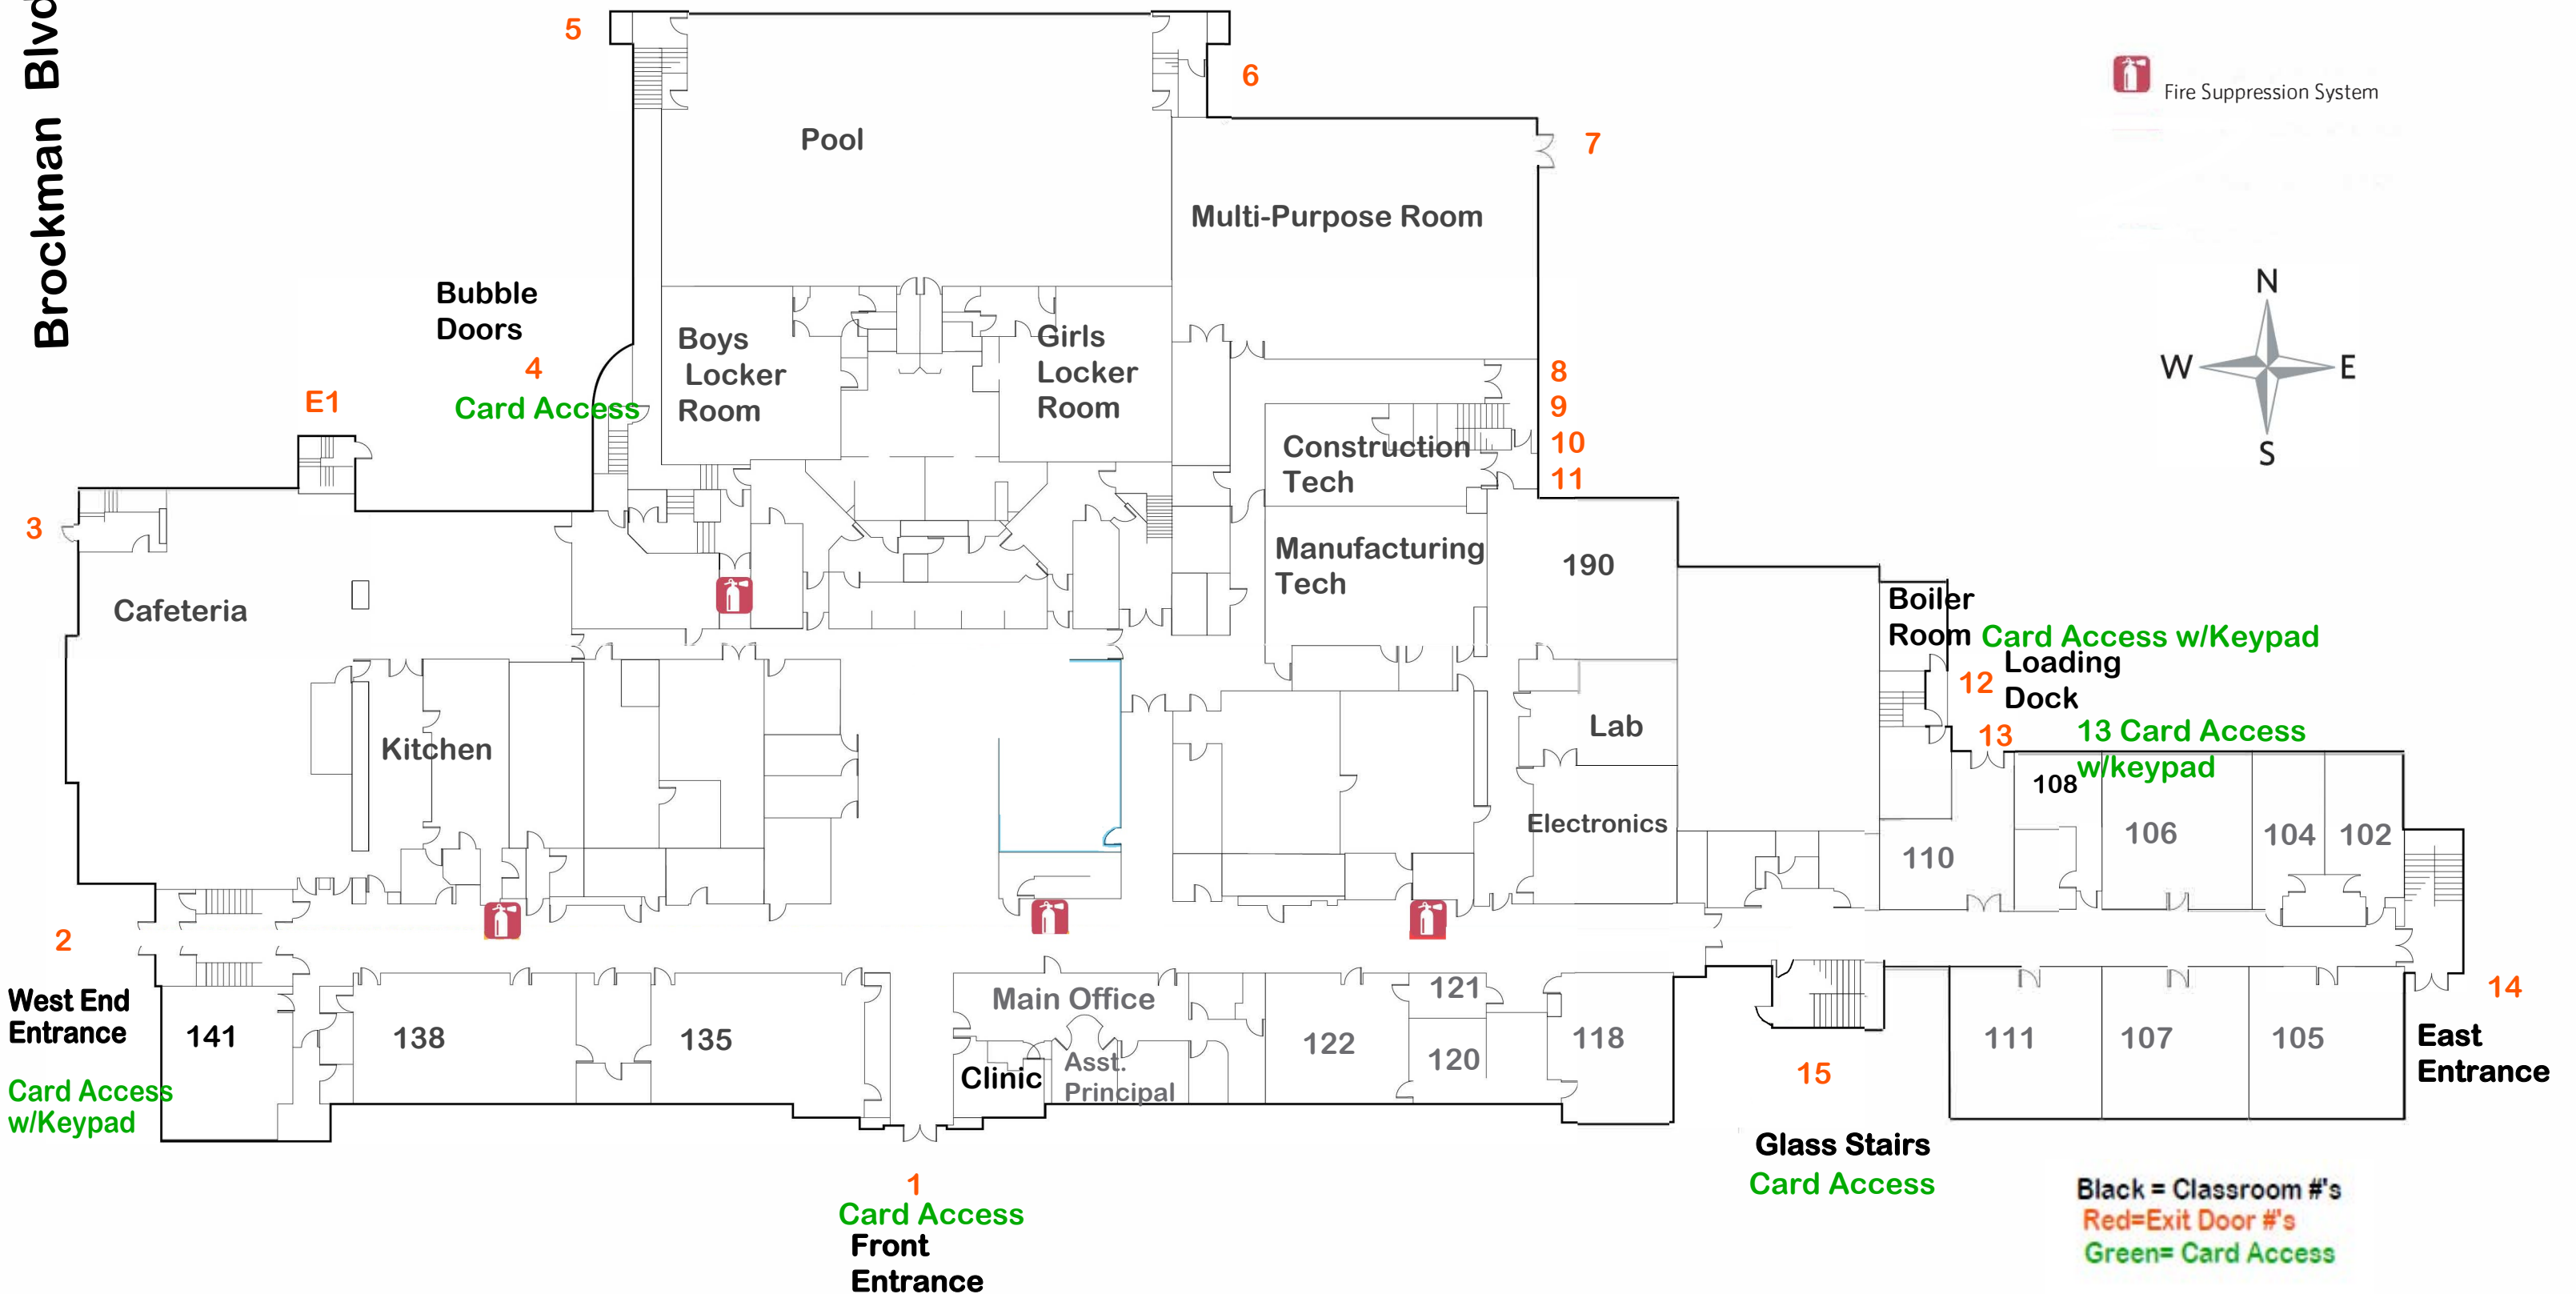 Brockman Blvd
5
6
Fire Suppression System
7
Pool
Multi-Purpose Room
N
W
E
S
Bubble
Doors
4
Card Access
E1
Boys
Locker
Room
Girls
Locker
Room
8
9
10
11
Construction
Tech
3
Manufacturing
Tech
190
Cafeteria
Boiler
Room
Card Access w/Keypad
12
Loading
Dock
13
13 Card Access
w/keypad
Kitchen
Lab
Electronics
108
106
104
102
110
2
West End
Entrance
Card Access
w/Keypad
141
138
135
Main Office
Clinic
Asst.
Principal
122
121
120
118
15
Glass Stairs
Card Access
111
107
105
14
East
Entrance
1
Card Access
Front
Entrance
Black = Classroom #'s
Red=Exit Door #'s
Green= Card Access